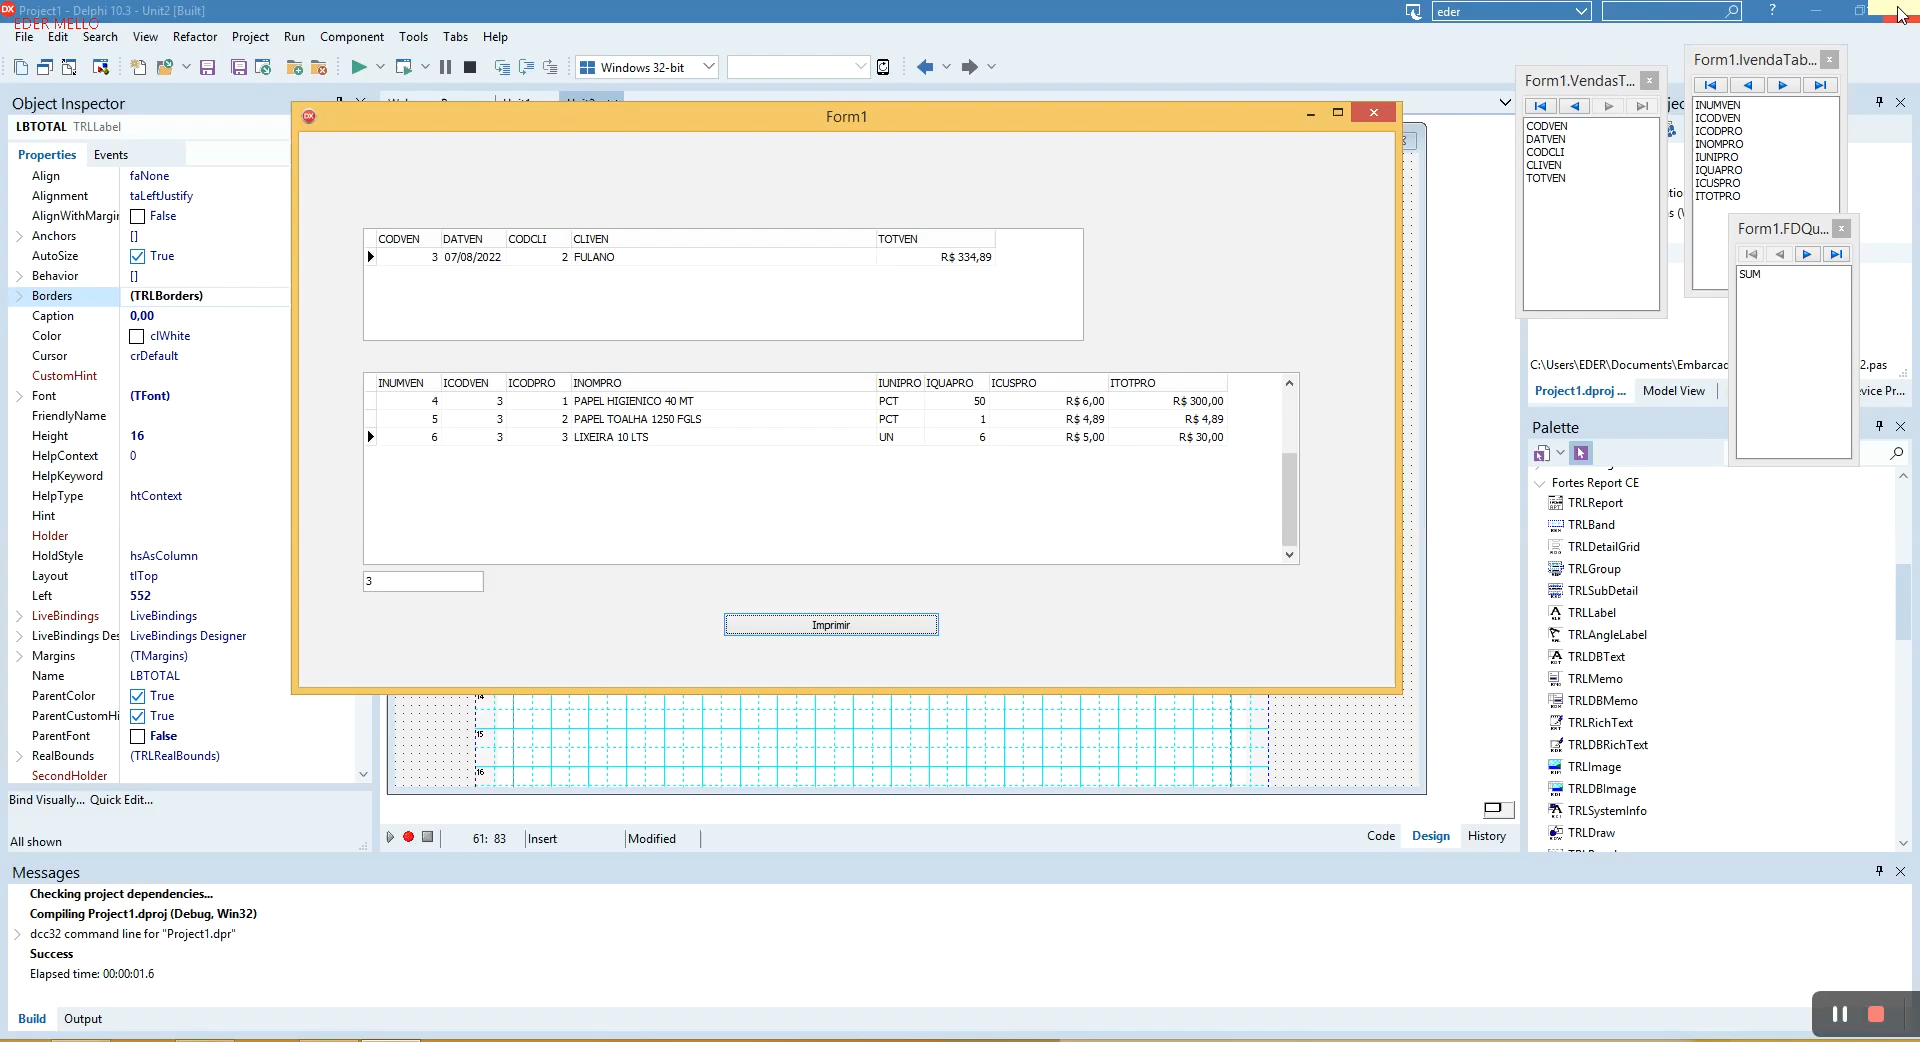 Project1 - Delphi 10.3 - Unit2 [Built]
EDER MELLO
eder
?
File Edit Search View Refactor Project Run Component Tools Tabs Help
Windows 32-bit
Object Inspector
LBTOTAL TRLLabel
Properties Events
Align faNone
Alignment taLeftJustify
AlignWithMargin False
Anchors []
AutoSize True
Behavior []
Borders (TRLBorders)
Caption 0,00
Color clWhite
Cursor crDefault
CustomHint
Font (TFont)
FriendlyName
Height 16
HelpContext 0
HelpKeyword
HelpType htContext
Hint
Holder
HoldStyle hsAsColumn
Layout tlTop
Left 552
LiveBindings LiveBindings
LiveBindings Des LiveBindings Designer
Margins (TMargins)
Name LBTOTAL
ParentColor True
ParentCustomHi True
ParentFont False
RealBounds (TRLRealBounds)
SecondHolder
Bind Visually... Quick Edit...
All shown
Form1
CODVEN DATVEN CODCLI CLIVEN TOTVEN
3 07/08/2022 2 FULANO R$ 334,89
INUMVEN ICODVEN ICODPRO INOMPRO IUNIPRO IQUAPRO ICUSPRO ITOTPRO
4 3 1 PAPEL HIGIENICO 40 MT PCT 50 R$ 6,00 R$ 300,00
5 3 2 PAPEL TOALHA 1250 FGLS PCT 1 R$ 4,89 R$ 4,89
6 3 3 LIXEIRA 10 LTS UN 6 R$ 5,00 R$ 30,00
3
Imprimir
14
15
16
61: 83 Insert Modified
Code Design History
Form1.VendasT...
CODVEN
DATVEN
CODCLI
CLIVEN
TOTVEN
Form1.IvendaTab...
INUMVEN
ICODVEN
ICODPRO
INOMPRO
IUNIPRO
IQUAPRO
ICUSPRO
ITOTPRO
Form1.FDQu...
SUM
C:\Users\EDER\Documents\Embarcad 2.pas
Project1.dproj ... Model View evice Pr...
Palette
Fortes Report CE
TRLReport
TRLBand
TRLDetailGrid
TRLGroup
TRLSubDetail
TRLLabel
TRLAngleLabel
TRLDBText
TRLMemo
TRLDBMemo
TRLRichText
TRLDBRichText
TRLImage
TRLDBImage
TRLSystemInfo
TRLDraw
Messages
Checking project dependencies...
Compiling Project1.dproj (Debug, Win32)
dcc32 command line for "Project1.dpr"
Success
Elapsed time: 00:00:01.6
Build Output